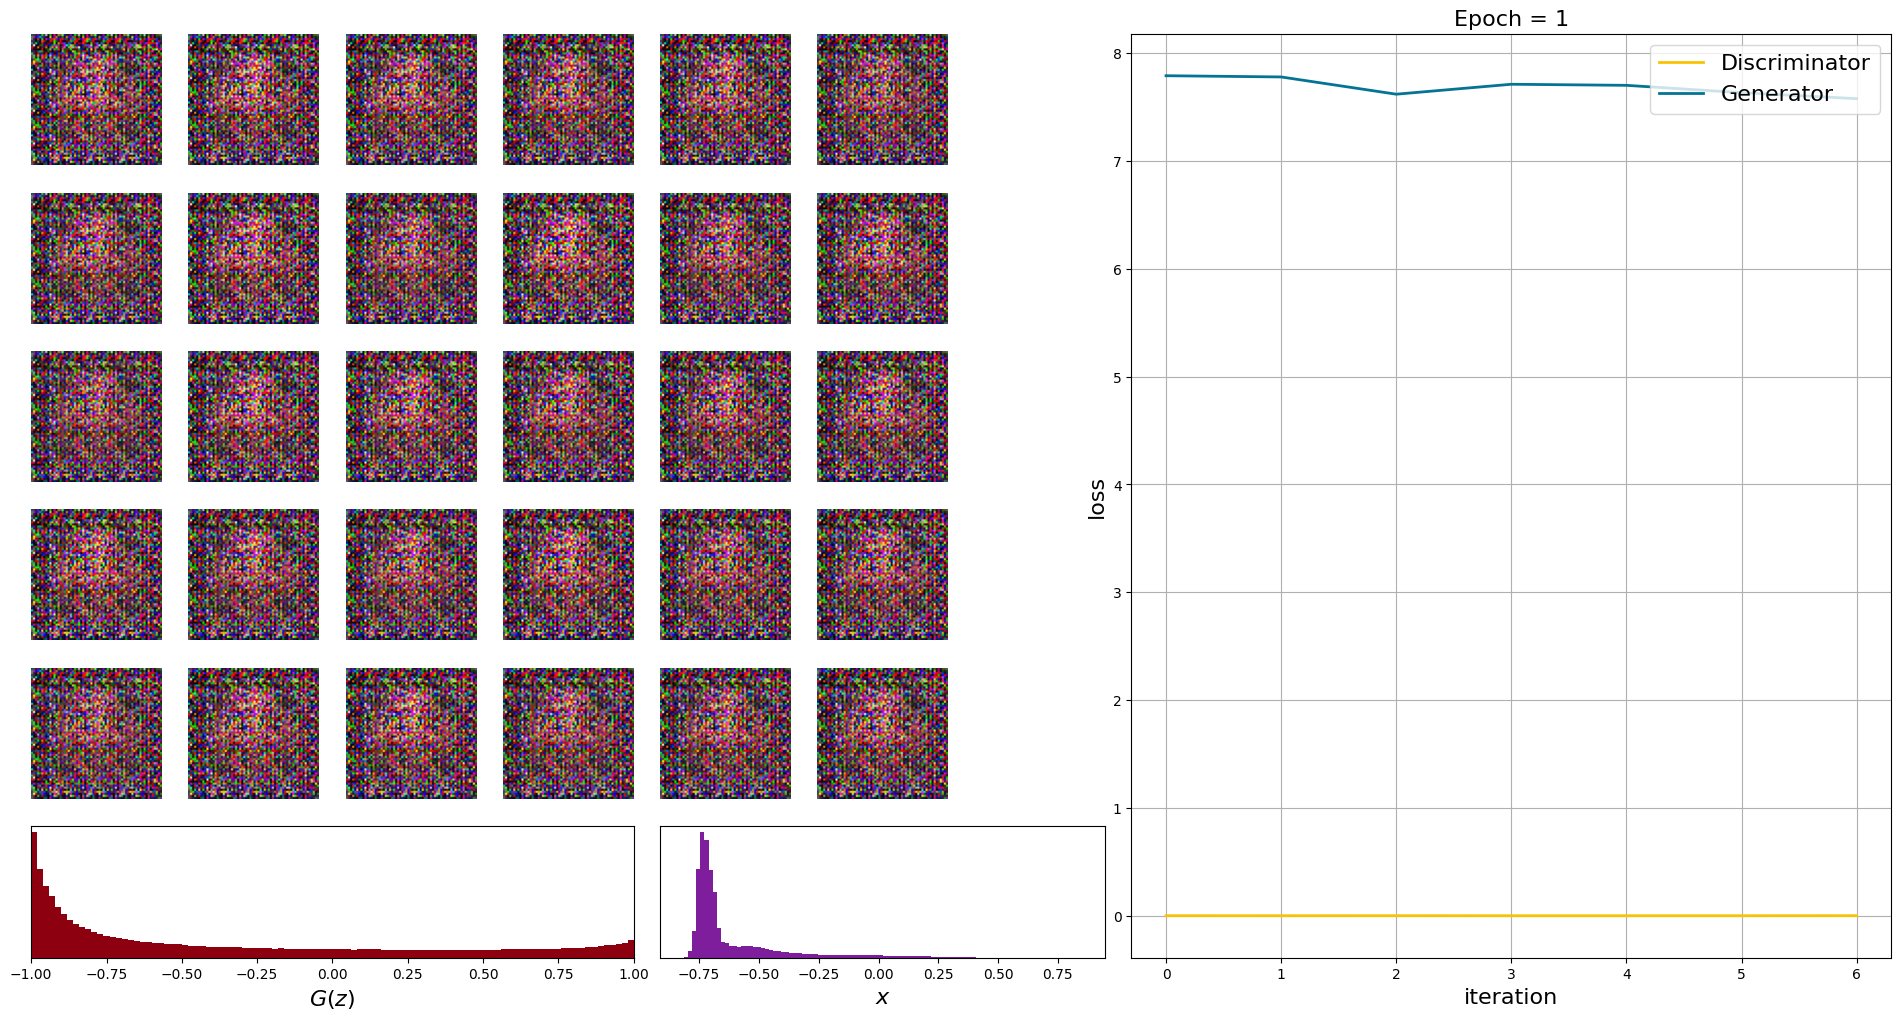 Epoch = 1
8
7
6
5
4
3
2
1
0
loss
Discriminator
Generator
0 1 2 3 4 5 6
iteration
−1.00 −0.75 −0.50 −0.25 0.00 0.25 0.50 0.75 1.00
G(z)
−0.75 −0.50 −0.25 0.00 0.25 0.50 0.75
x